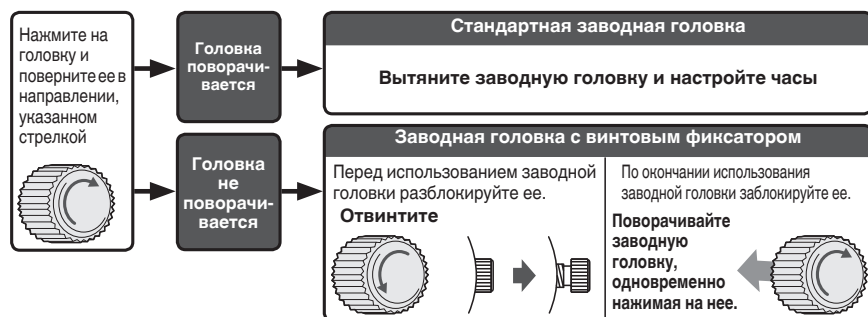 Нажмите на
головку и
поверните ее в
направлении,
указанном
стрелкой
Головка
поворачи-
вается
Стандартная заводная головка
Вытяните заводную головку и настройте часы
Головка
не
поворачи-
вается
Заводная головка с винтовым фиксатором
Перед использованием заводной
головки разблокируйте ее.
Отвинтите
По окончании использования
заводной головки заблокируйте ее.
Поворачивайте
заводную
головку,
одновременно
нажимая на нее.